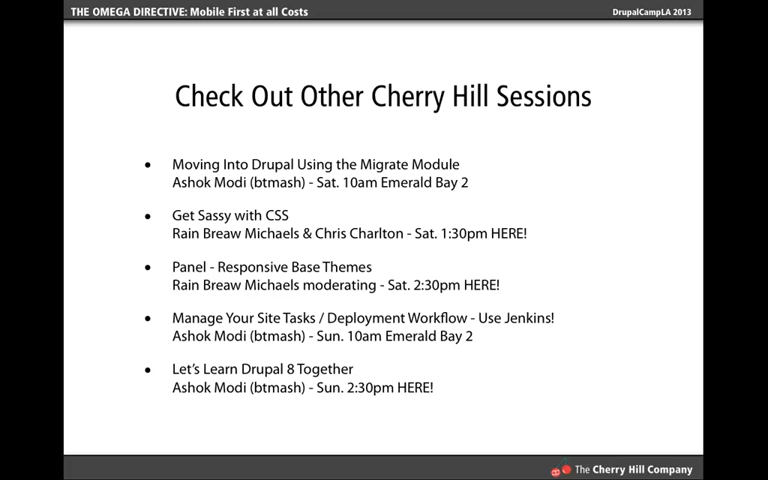 THE OMEGA DIRECTIVE: Mobile First at all Costs
DrupalCampLA 2013
Check Out Other Cherry Hill Sessions
• Moving Into Drupal Using the Migrate Module
Ashok Modi (btmash) - Sat. 10am Emerald Bay 2
• Get Sassy with CSS
Rain Breaw Michaels & Chris Charlton - Sat. 1:30pm HERE!
• Panel - Responsive Base Themes
Rain Breaw Michaels moderating - Sat. 2:30pm HERE!
• Manage Your Site Tasks / Deployment Workflow - Use Jenkins!
Ashok Modi (btmash) - Sun. 10am Emerald Bay 2
• Let's Learn Drupal 8 Together
Ashok Modi (btmash) - Sun. 2:30pm HERE!
The Cherry Hill Company